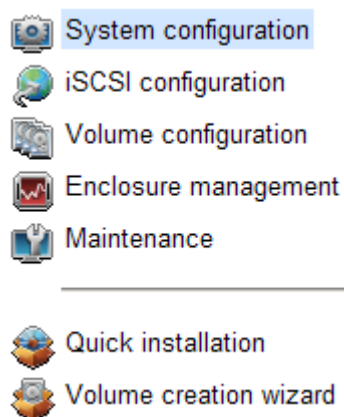 System configuration
iSCSI configuration
Volume configuration
Enclosure management
Maintenance
Quick installation
Volume creation wizard